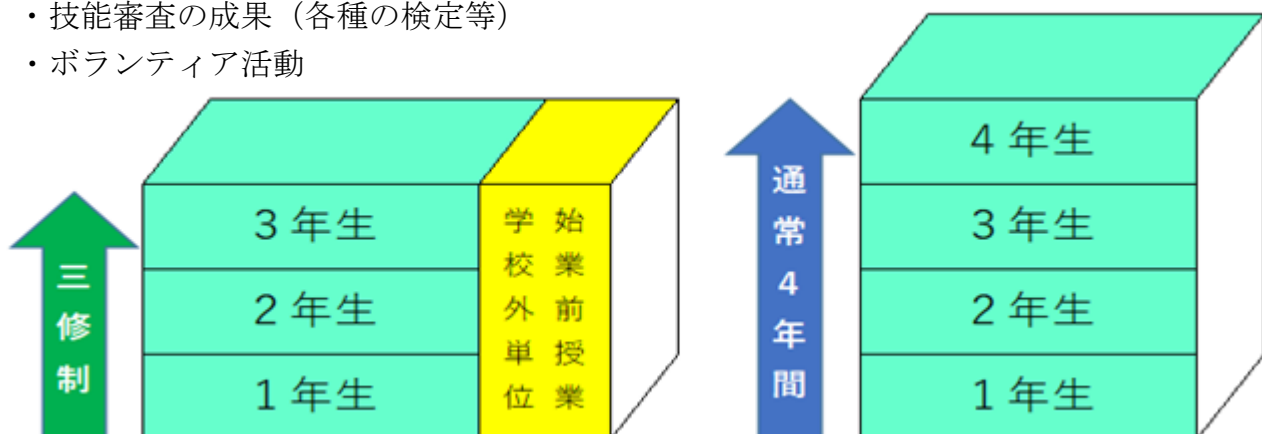 ・技能審査の成果（各種の検定等）
・ボランティア活動
三修制
3年生
2年生
1年生
始業前授業
学校外単位
通常4年間
4年生
3年生
2年生
1年生